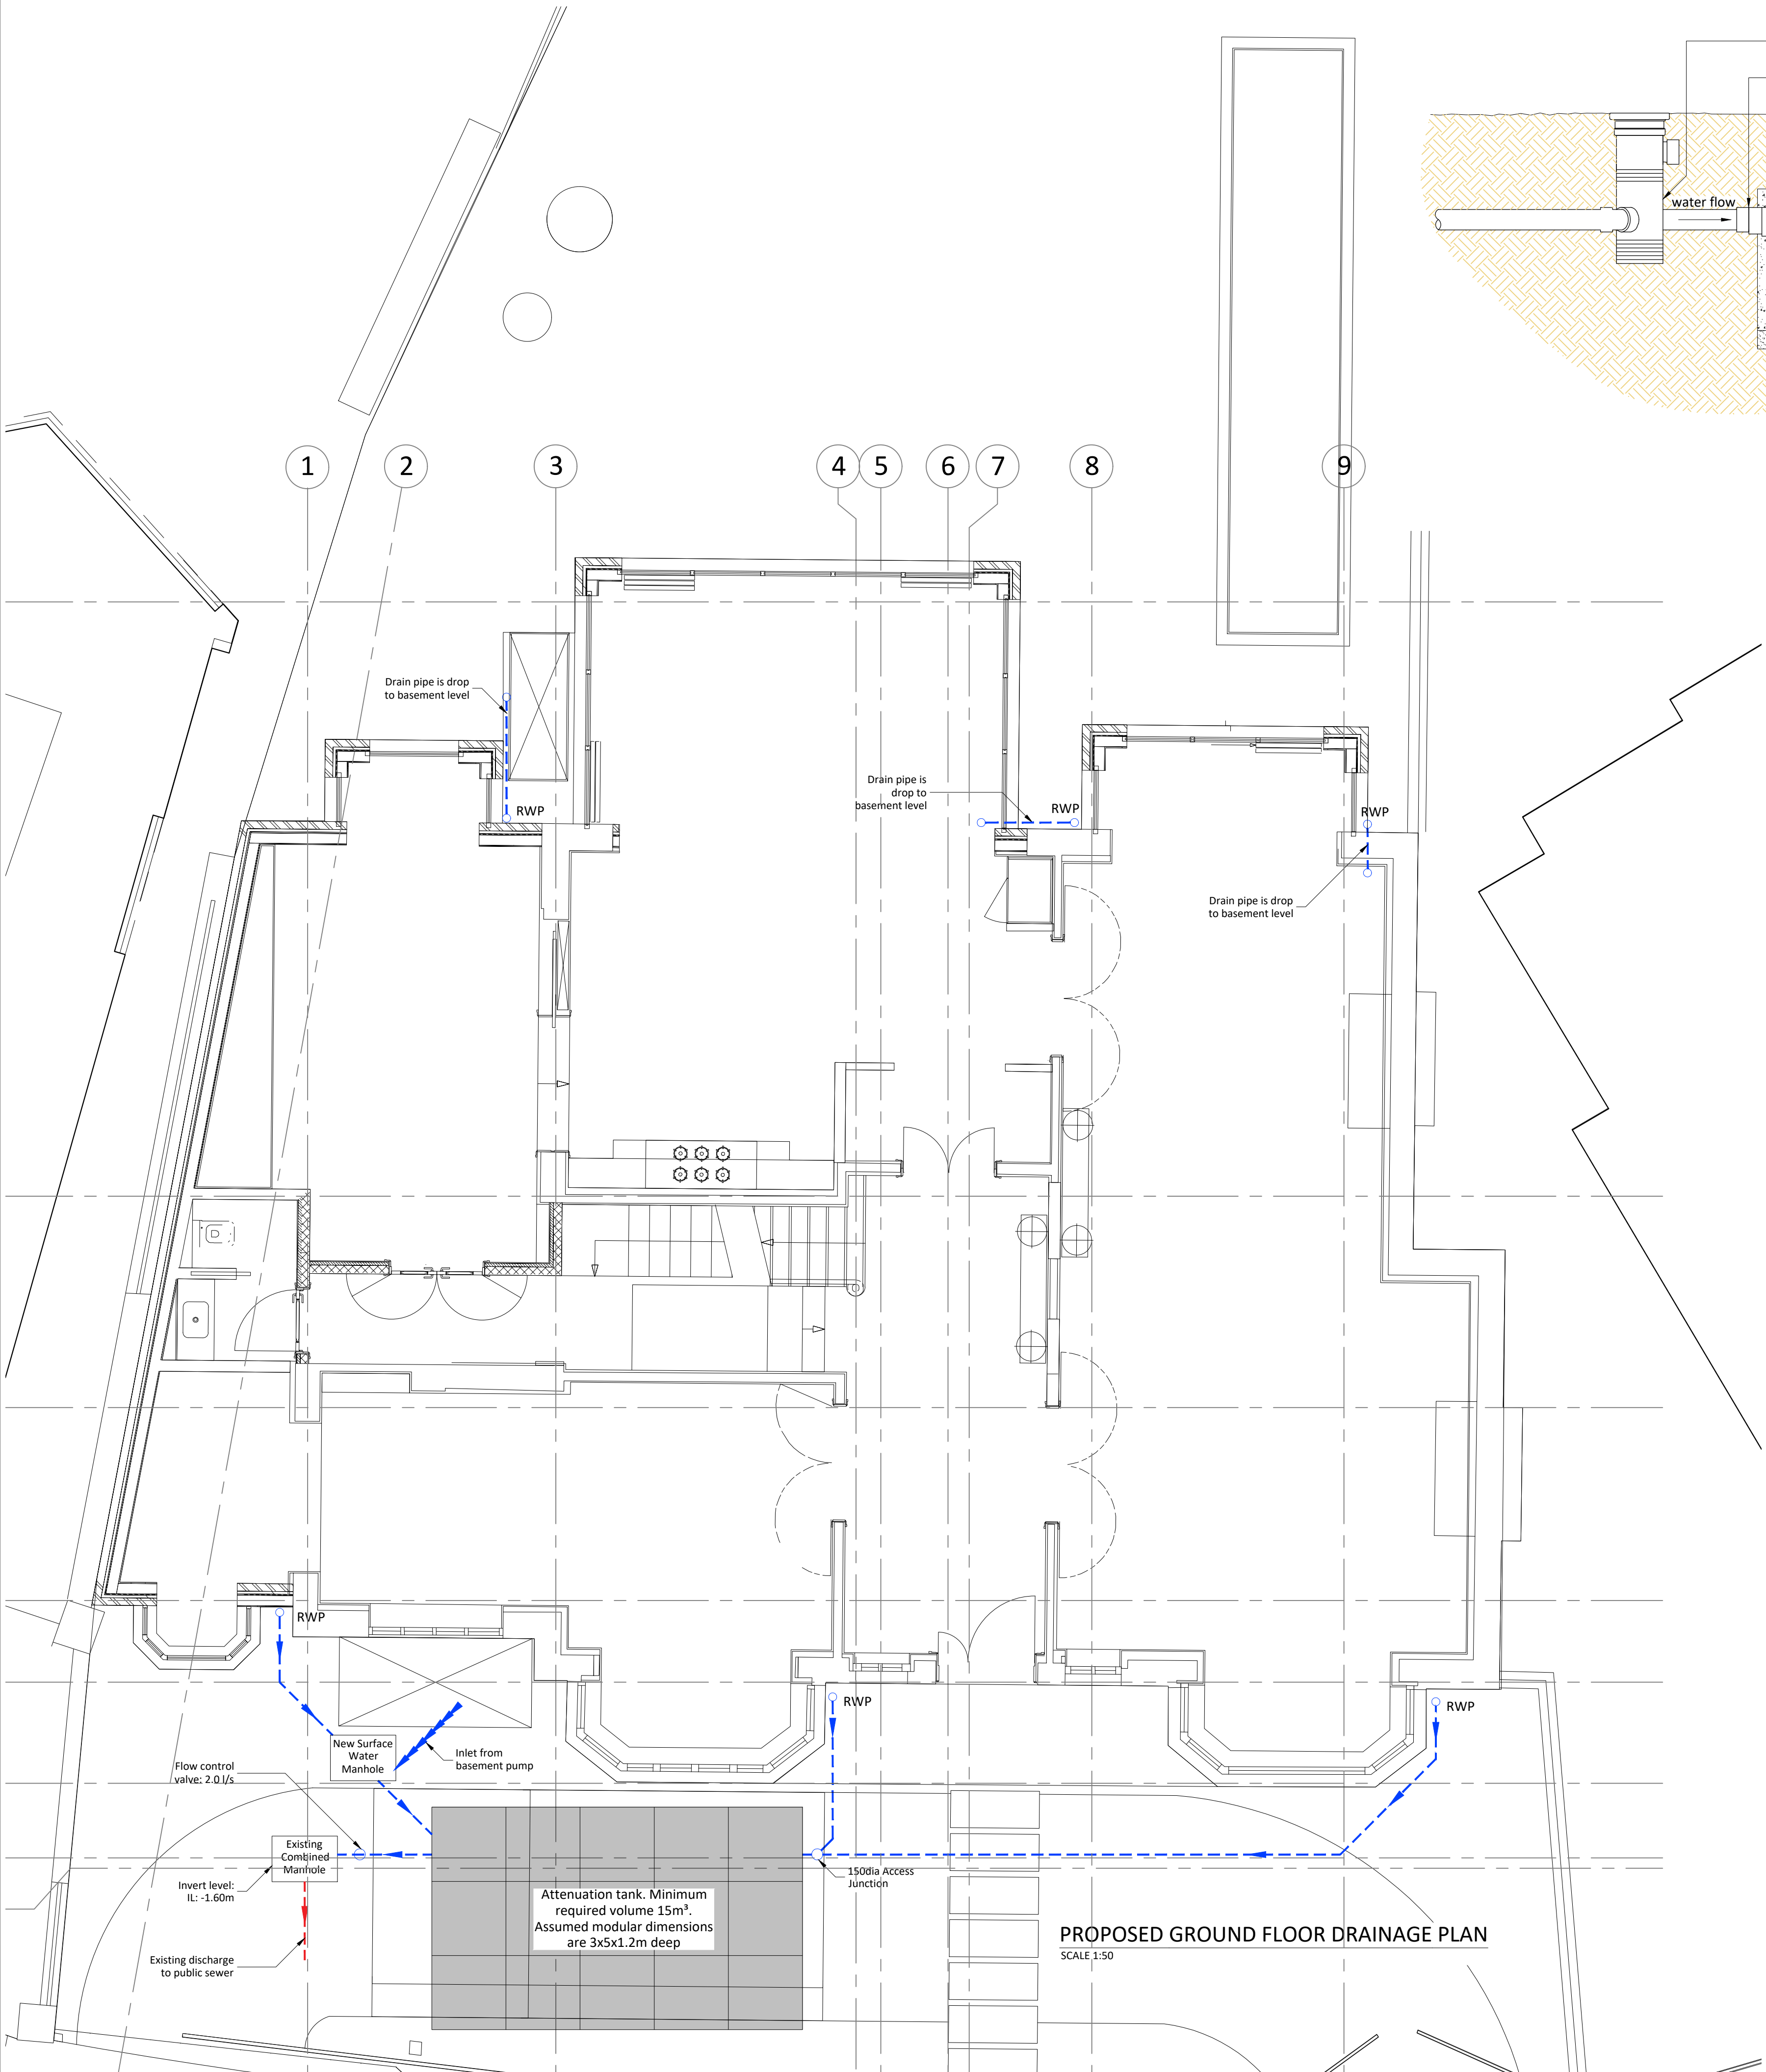 water flow
1
2
3
4
5
6
7
8
9
Drain pipe is drop
to basement level
RWP
Drain pipe is
drop to
basement level
RWP
RWP
Drain pipe is drop
to basement level
RWP
RWP
RWP
New Surface
Water
Manhole
Inlet from
basement pump
Flow control
valve: 2.0 l/s
Existing
Combined
Manhole
Invert level:
IL: -1.60m
150dia Access
Junction
Attenuation tank. Minimum
required volume 15m³.
Assumed modular dimensions
are 3x5x1.2m deep
Existing discharge
to public sewer
PROPOSED GROUND FLOOR DRAINAGE PLAN
SCALE 1:50